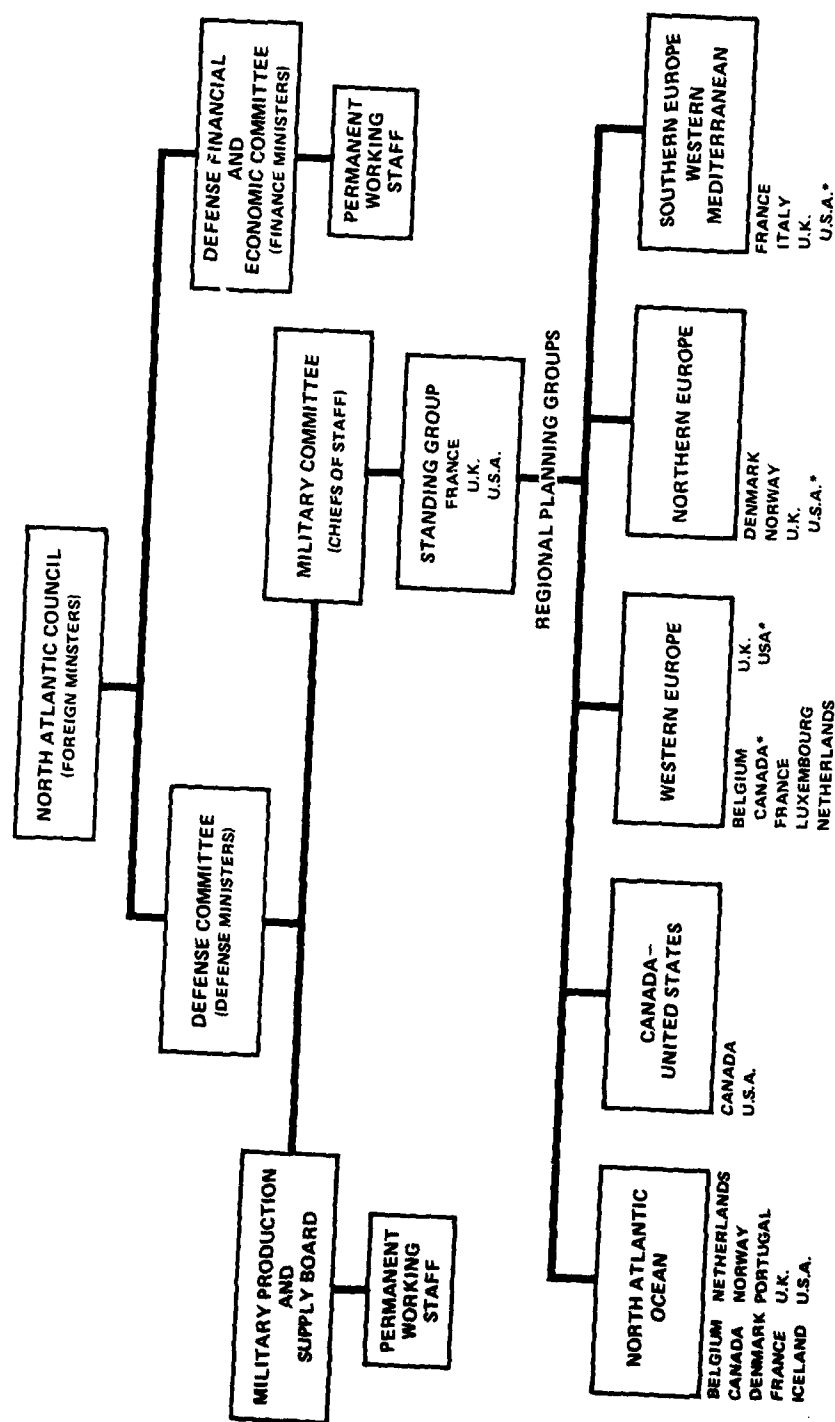 NORTH ATLANTIC COUNCIL
(FOREIGN MINSTERS)
DEFENSE COMMITTEE
(DEFENSE MINISTERS)
DEFENSE FINANCIAL
AND
ECONOMIC COMMITTEE
(FINANCE MINISTERS)
PERMANENT
WORKING
STAFF
MILITARY PRODUCTION
AND
SUPPLY BOARD
PERMANENT
WORKING
STAFF
MILITARY COMMITTEE
(CHIEFS OF STAFF)
STANDING GROUP
FRANCE
U.K.
U.S.A.
REGIONAL PLANNING GROUPS
NORTH ATLANTIC
OCEAN
BELGIUM NETHERLANDS
CANADA NORWAY
DENMARK PORTUGAL
FRANCE U.K.
ICELAND U.S.A.
CANADA–
UNITED STATES
CANADA
U.S.A.
WESTERN EUROPE
BELGIUM U.K.
CANADA* USA*
FRANCE
LUXEMBOURG
NETHERLANDS
NORTHERN EUROPE
DENMARK
NORWAY
U.K.
U.S.A.*
SOUTHERN EUROPE
WESTERN
MEDITERRANEAN
FRANCE
ITALY
U.K.
U.S.A.*